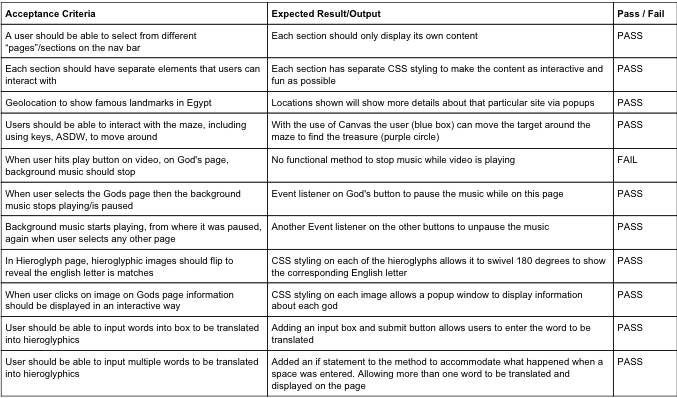 Acceptance Criteria Expected Result/Output Pass / Fail
A user should be able to select from different
“pages”/sections on the nav bar
Each section should only display its own content
PASS
Each section should have separate elements that users can
interact with
Each section has separate CSS styling to make the content as interactive and
fun as possible
PASS
Geolocation to show famous landmarks in Egypt
Locations shown will show more details about that particular site via popups
PASS
Users should be able to interact with the maze, including
using keys, ASDW, to move around
With the use of Canvas the user (blue box) can move the target around the
maze to find the treasure (purple circle)
PASS
When user hits play button on video, on God's page,
background music should stop
No functional method to stop music while video is playing
FAIL
When user selects the Gods page then the background
music stops playing/is paused
Event listener on God's button to pause the music while on this page
PASS
Background music starts playing, from where it was paused,
again when user selects any other page
Another Event listener on the other buttons to unpause the music
PASS
In Hieroglyph page, hieroglyphic images should flip to
reveal the english letter is matches
CSS styling on each of the hieroglyphs allows it to swivel 180 degrees to show
the corresponding English letter
PASS
When user clicks on image on Gods page information
should be displayed in an interactive way
CSS styling on each image allows a popup window to display information
about each god
PASS
User should be able to input words into box to be translated
into hieroglyphics
Adding an input box and submit button allows users to enter the word to be
translated
PASS
User should be able to input multiple words to be translated
into hieroglyphics
Added an if statement to the method to accommodate what happened when a
space was entered. Allowing more than one word to be translated and
displayed on the page
PASS